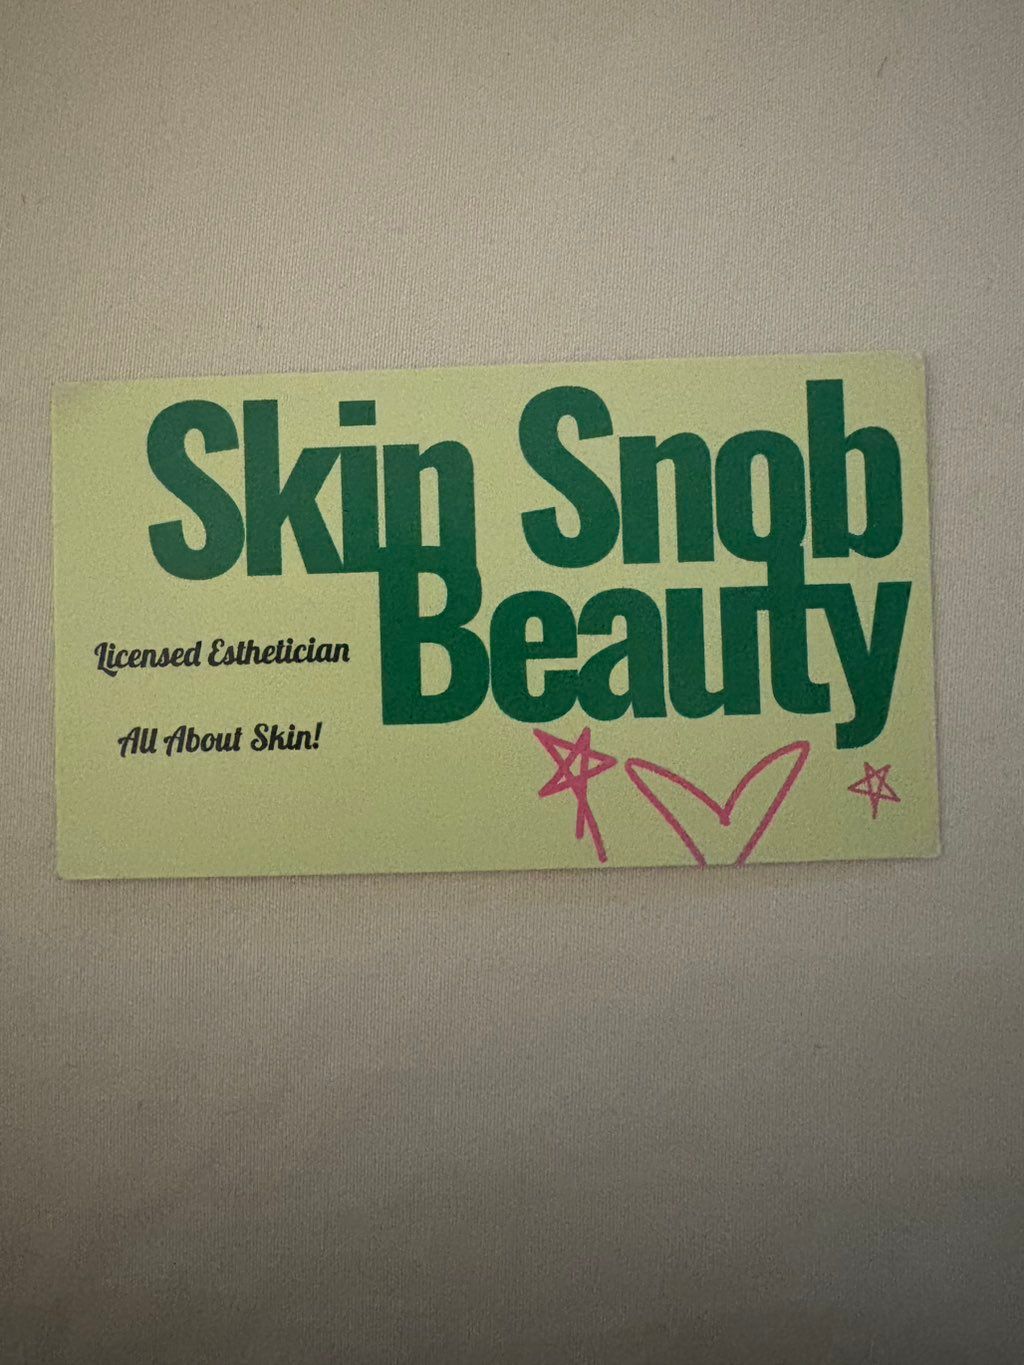 Skin Snob
Beauty
Licensed Esthetician
All About Skin!